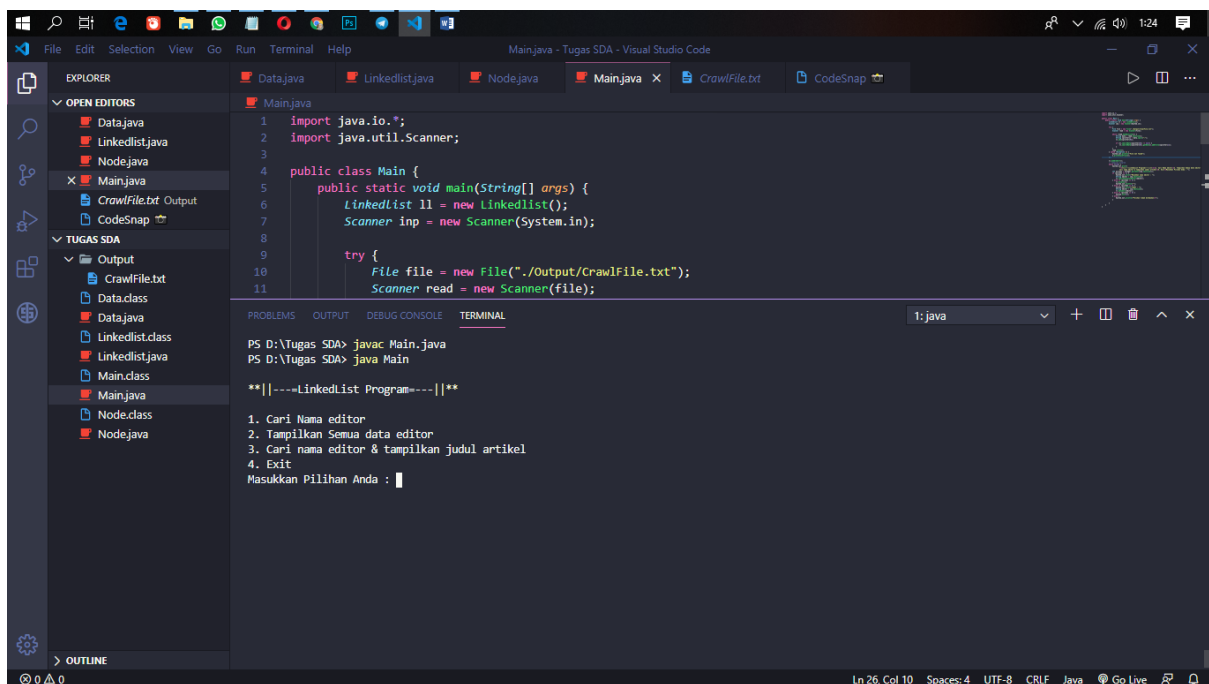 1:24
File Edit Selection View Go Run Terminal Help
Main.java - Tugas SDA - Visual Studio Code
EXPLORER
OPEN EDITORS
Data.java
Linkedlist.java
Node.java
Main.java
CrawlFile.txt Output
CodeSnap
TUGAS SDA
Output
CrawlFile.txt
Data.class
Data.java
Linkedlist.class
Linkedlist.java
Main.class
Main.java
Node.class
Node.java
OUTLINE
Data.java Linkedlist.java Node.java Main.java CrawlFile.txt CodeSnap
Main.java
1 import java.io.*;
2 import java.util.Scanner;
3
4 public class Main {
5 public static void main(String[] args) {
6 Linkedlist ll = new Linkedlist();
7 Scanner inp = new Scanner(System.in);
8
9 try {
10 File file = new File("./Output/CrawlFile.txt");
11 Scanner read = new Scanner(file);
PROBLEMS OUTPUT DEBUG CONSOLE TERMINAL 1: java
PS D:\Tugas SDA> javac Main.java
PS D:\Tugas SDA> java Main
**||---=LinkedList Program=---||**
1. Cari Nama editor
2. Tampilkan Semua data editor
3. Cari nama editor & tampilkan judul artikel
4. Exit
Masukkan Pilihan Anda :
0 0 Ln 26, Col 10 Spaces: 4 UTF-8 CRLF Java Go Live